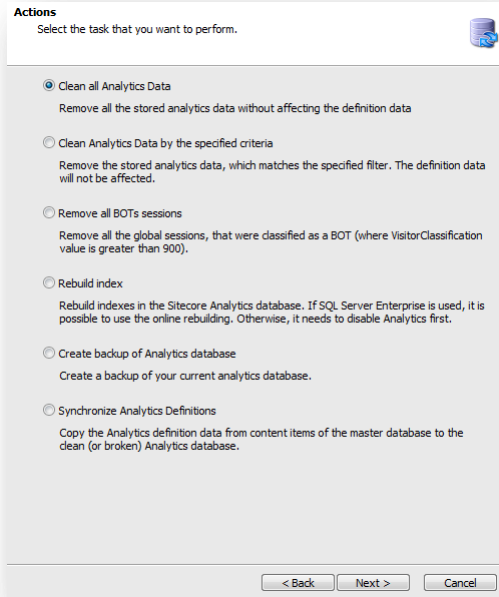 Actions
Select the task that you want to perform.
Clean all Analytics Data
Remove all the stored analytics data without affecting the definition data
Clean Analytics Data by the specified criteria
Remove the stored analytics data, which matches the specified filter. The definition data
will not be affected.
Remove all BOTs sessions
Remove all the global sessions, that were classified as a BOT (where VisitorClassification
value is greater than 900).
Rebuild index
Rebuild indexes in the Sitecore Analytics database. If SQL Server Enterprise is used, it is
possible to use the online rebuilding. Otherwise, it needs to disable Analytics first.
Create backup of Analytics database
Create a backup of your current analytics database.
Synchronize Analytics Definitions
Copy the Analytics definition data from content items of the master database to the
clean (or broken) Analytics database.
< Back Next > Cancel